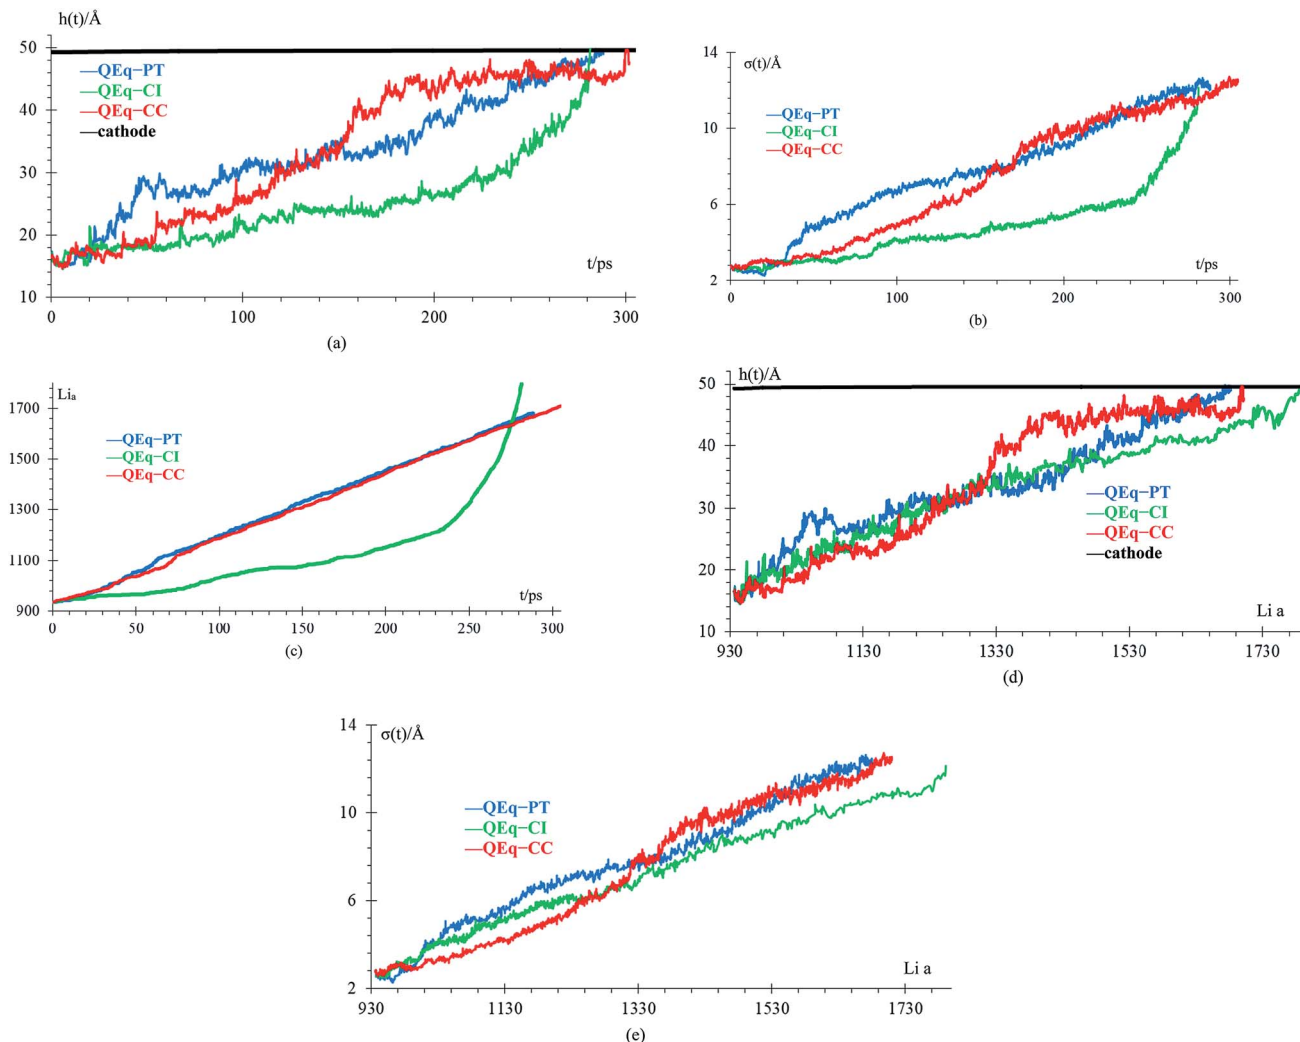 h(t)/Å
50
40
30
20
10
QEq−PT
QEq−CI
QEq−CC
cathode
t/ps
0 100 200 300
(a)
σ(t)/Å
14
10
6
2
QEq−PT
QEq−CI
QEq−CC
t/ps
0 100 200 300
(b)
Liₐ
1700
1500
1300
1100
900
QEq−PT
QEq−CI
QEq−CC
t/ps
0 50 100 150 200 250 300
(c)
h(t)/Å
50
40
30
20
10
QEq−PT
QEq−CI
QEq−CC
cathode
Li a
930 1130 1330 1530 1730
(d)
σ(t)/Å
14
10
6
2
QEq−PT
QEq−CI
QEq−CC
Li a
930 1130 1330 1530 1730
(e)